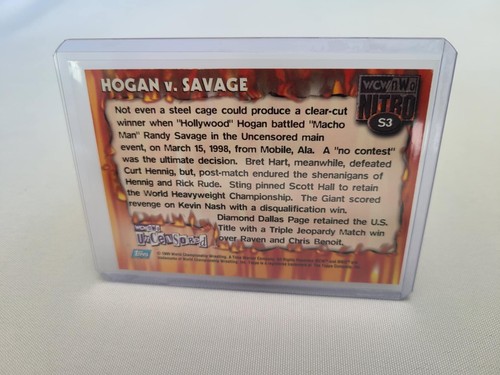 HOGAN v. SAVAGE
WCW/nWo
NITRO
S3
Not even a steel cage could produce a clear-cut
winner when "Hollywood" Hogan battled "Macho
Man" Randy Savage in the Uncensored main
event, on March 15, 1998, from Mobile, Ala. A "no contest"
was the ultimate decision. Bret Hart, meanwhile, defeated
Curt Hennig, but, post-match endured the shenanigans of
Hennig and Rick Rude. Sting pinned Scott Hall to retain
the World Heavyweight Championship. The Giant scored
revenge on Kevin Nash with a disqualification win.
Diamond Dallas Page retained the U.S.
Title with a Triple Jeopardy Match win
over Raven and Chris Benoit.
UNCENSORED
Topps